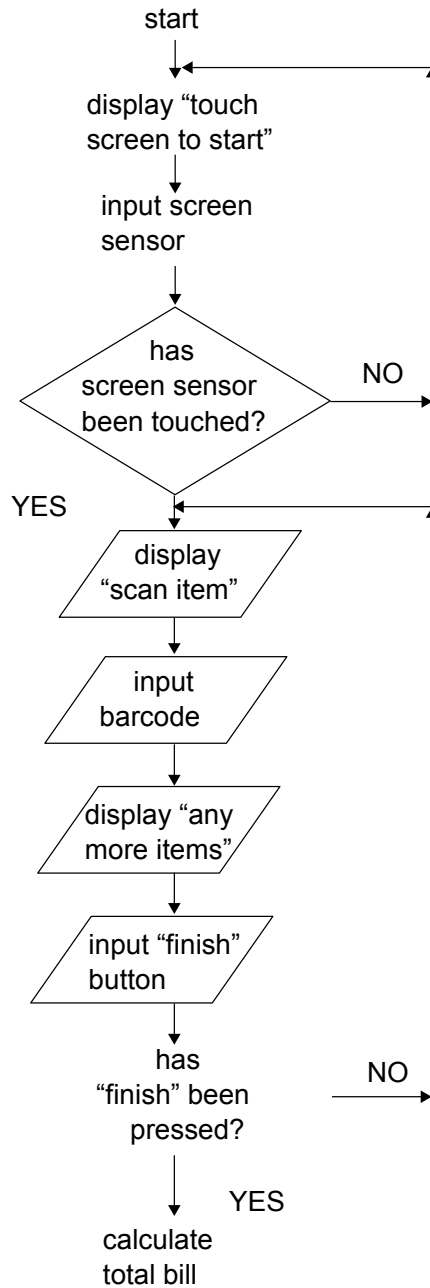 start
display “touch
screen to start”
input screen
sensor
has
screen sensor
been touched?
NO
YES
display
“scan item”
input
barcode
display “any
more items”
input “finish”
button
has
“finish” been
pressed?
NO
YES
calculate
total bill